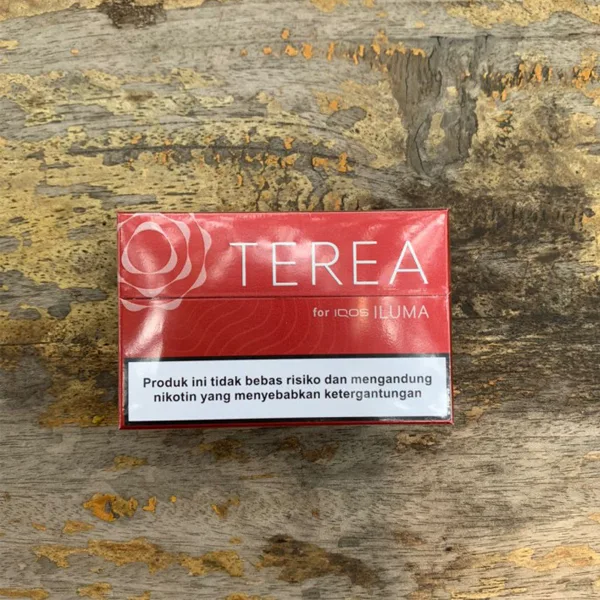 TEREA
for IQOS ILUMA
Produk ini tidak bebas risiko dan mengandung
nikotin yang menyebabkan ketergantungan